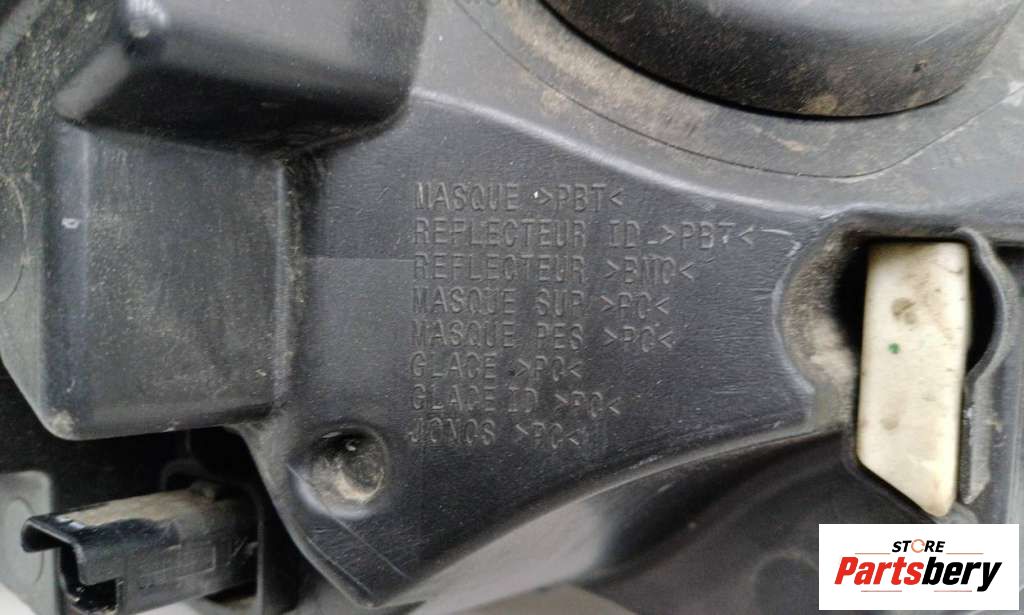 MASQUE >PBT<
REFLECTEUR ID >PBT<
REFLECTEUR >BMC<
MASQUE SUP >PC<
MASQUE PES >PC<
GLACE >PC<
GLACE ID >PC<
JONCS >PC<
STORE
Partsbery